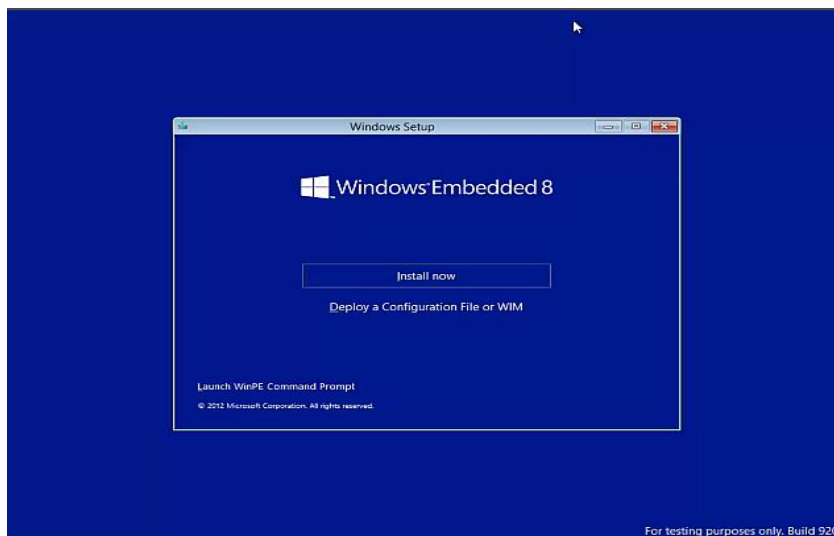 Windows Setup
Windows Embedded 8
Install now
Deploy a Configuration File or WIM
Launch WinPE Command Prompt
© 2012 Microsoft Corporation. All rights reserved.
For testing purposes only. Build 920